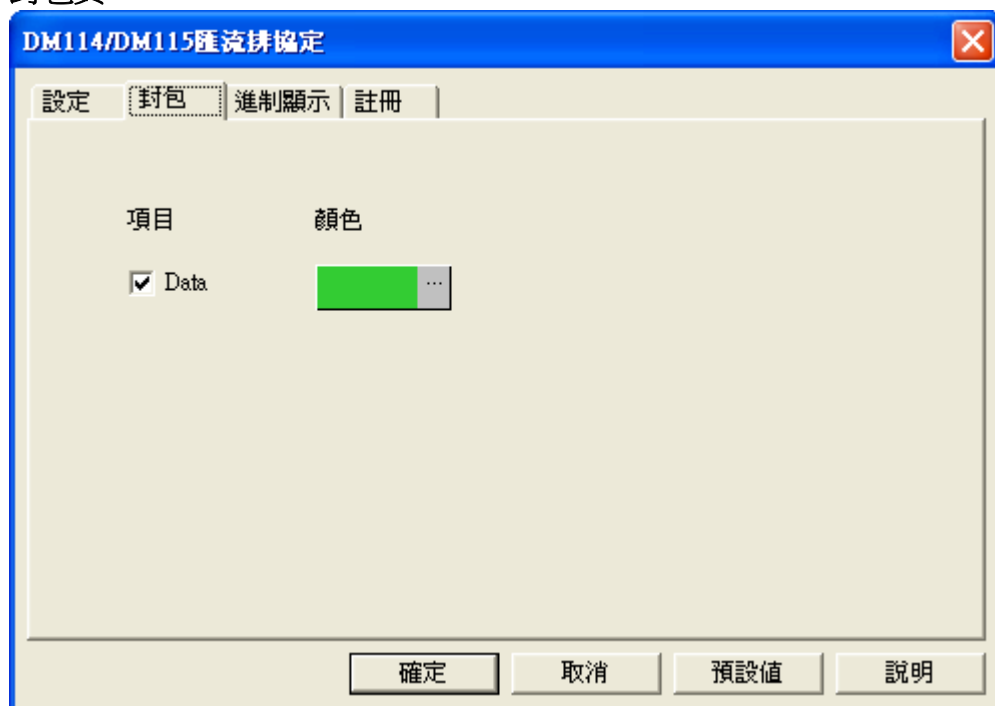 DM114/DM115匯流排協定
設定 封包 進制顯示 註冊
項目 顏色
Data ...
確定 取消 預設值 說明